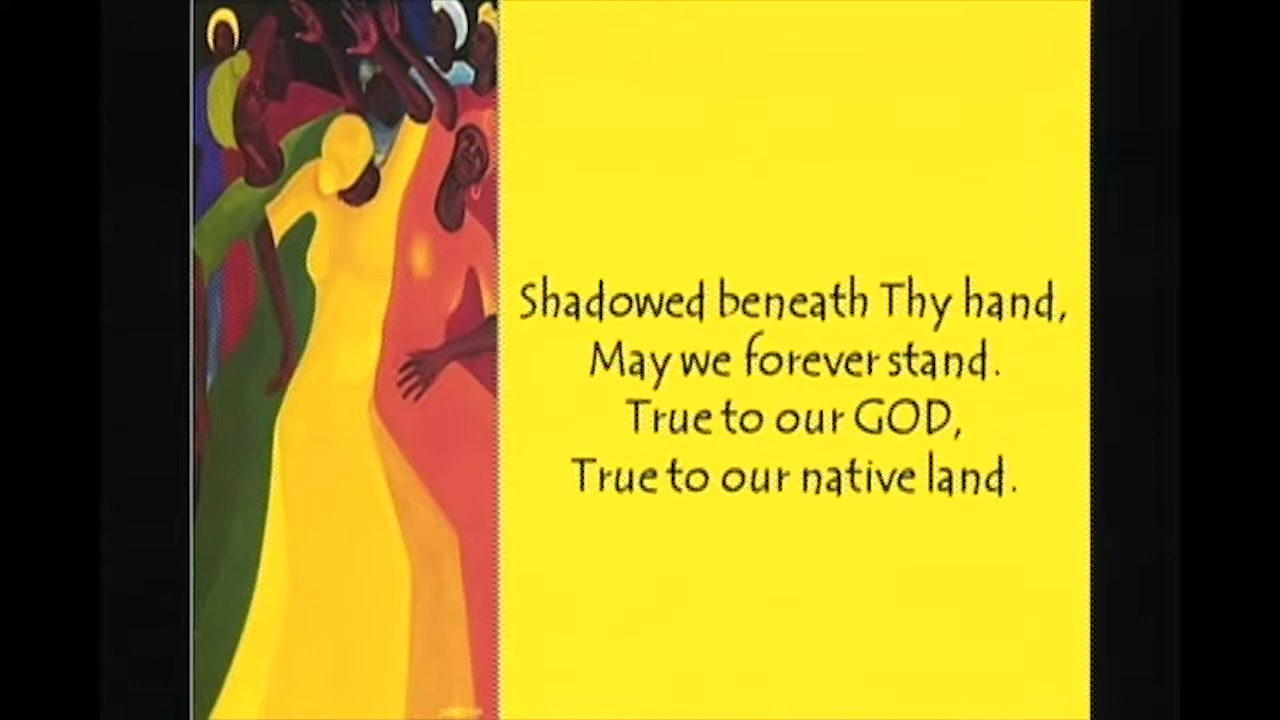 Shadowed beneath Thy hand,
May we forever stand.
True to our GOD,
True to our native land.